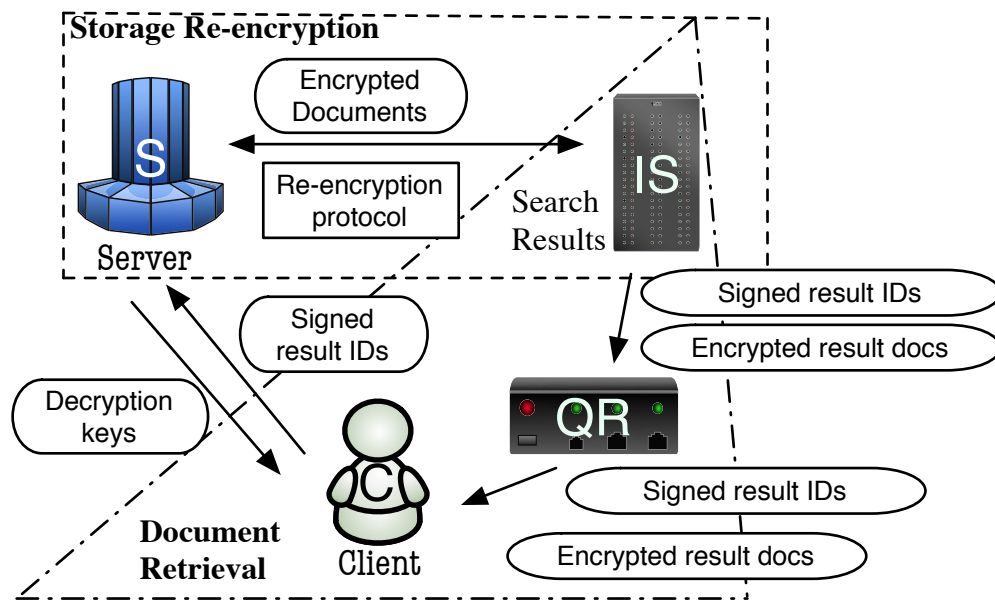 Storage Re-encryption
Encrypted
Documents
S
IS
Re-encryption
protocol
Search
Results
Server
Signed result IDs
Signed
result IDs
Encrypted result docs
Decryption
keys
QR
C
Signed result IDs
Document
Retrieval
Client
Encrypted result docs